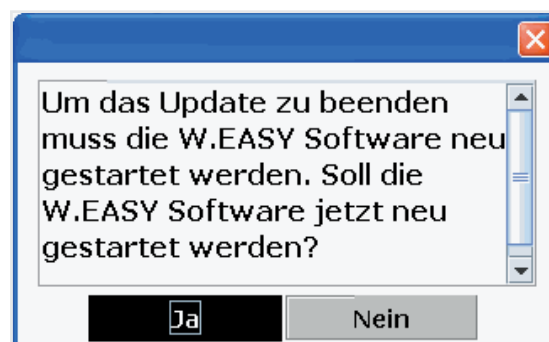 Um das Update zu beenden
muss die W.EASY Software neu
gestartet werden. Soll die
W.EASY Software jetzt neu
gestartet werden?
Ja
Nein